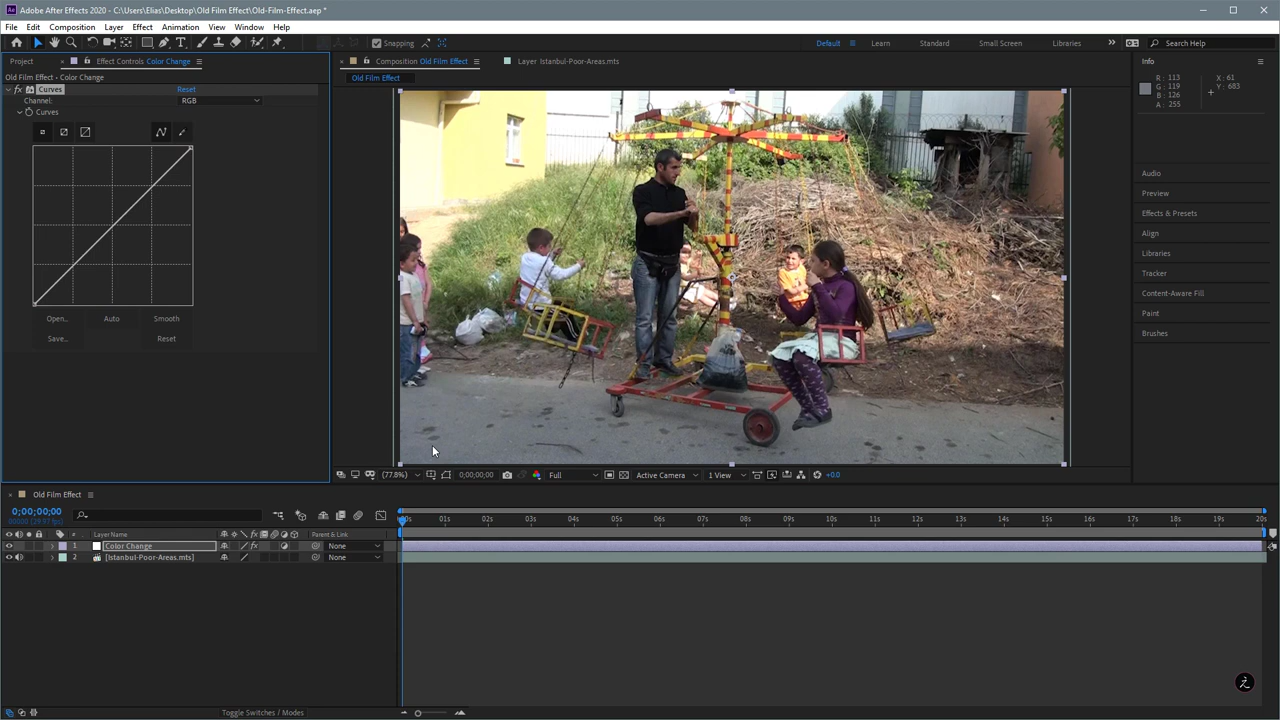 Adobe After Effects 2020 - C:\Users\Elias\Desktop\Old Film Effect\Old-Film-Effect.aep *
File Edit Composition Layer Effect Animation View Window Help
Snapping Default Learn Standard Small Screen Libraries Search Help
Project Effect Controls Color Change
Composition Old Film Effect Layer Istanbul-Poor-Areas.mts
Info
Old Film Effect • Color Change
Old Film Effect
fx Curves Reset
Channel: RGB
Curves
R : 113
G : 119
B : 126
A : 255
X : 61
Y : 683
Open... Auto Smooth
Save... Reset
Audio
Preview
Effects & Presets
Align
Libraries
Tracker
Content-Aware Fill
Paint
Brushes
(77.8%) 0;00;00;00 Full Active Camera 1 View +0.0
Old Film Effect
0;00;00;00
00000 (29.97 fps)
01s 02s 03s 04s 05s 06s 07s 08s 09s 10s 11s 12s 13s 14s 15s 16s 17s 18s 19s 20s
# Layer Name Parent & Link
1 Color Change fx None
2 [Istanbul-Poor-Areas.mts] None
Toggle Switches / Modes